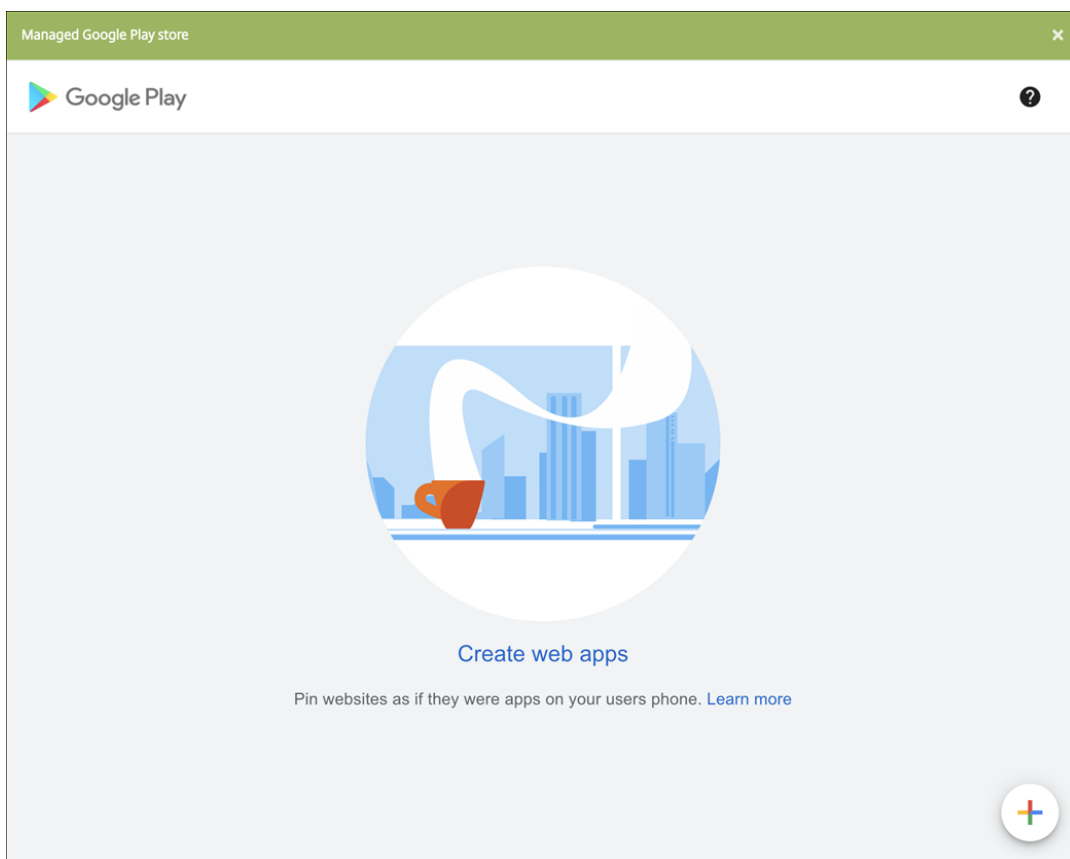 Managed Google Play store
Google Play
Create web apps
Pin websites as if they were apps on your users phone. Learn more